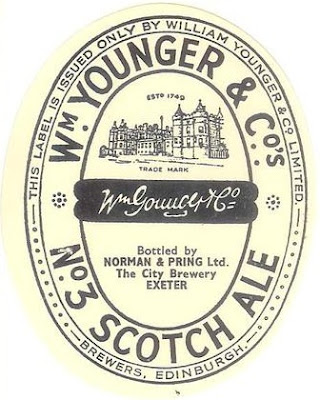 THIS LABEL IS ISSUED ONLY BY WILLIAM YOUNGER & Co LIMITED.
Wm. YOUNGER & Co's.
ESTD 1749
TRADE MARK
Wm Younger & Co
Bottled by
NORMAN & PRING Ltd.
The City Brewery
EXETER
No. 3 SCOTCH ALE
BREWERS, EDINBURGH.